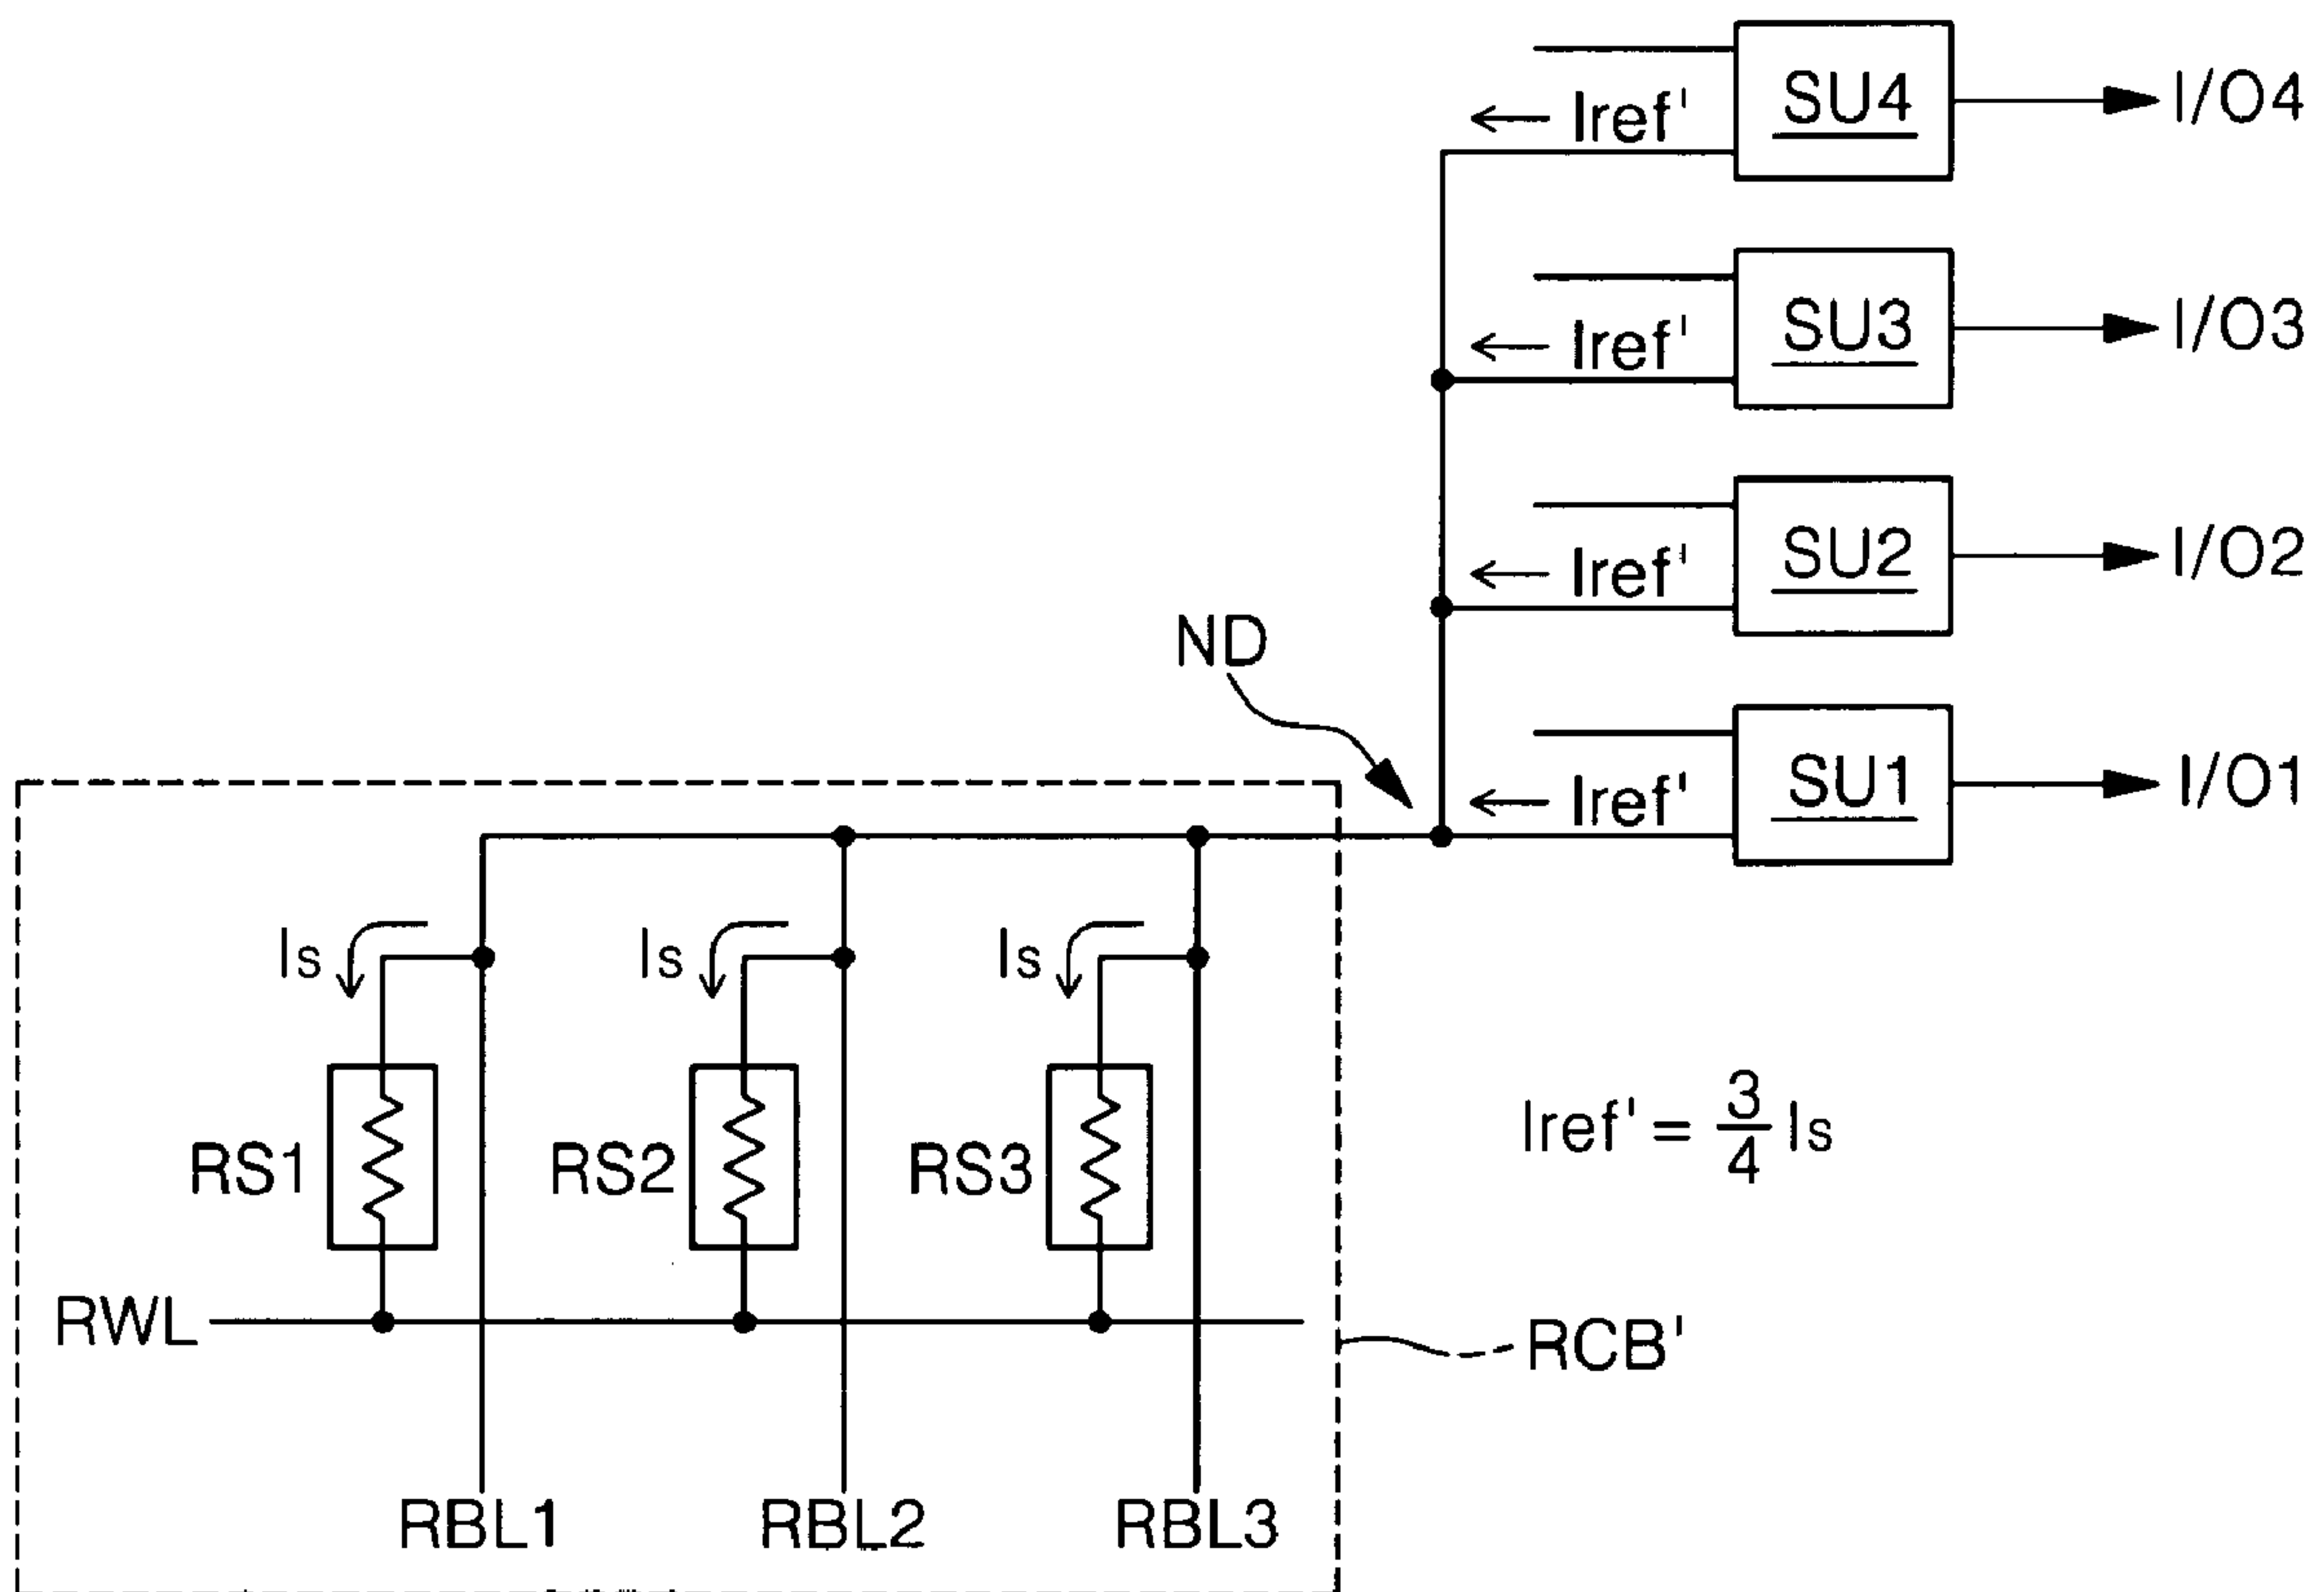 SU4
I/O4
Iref'
SU3
I/O3
Iref'
SU2
I/O2
Iref'
ND
SU1
I/O1
Iref'
Is
Is
Is
RS1
RS2
RS3
Iref' = 3/4 Is
RWL
RCB'
RBL1
RBL2
RBL3